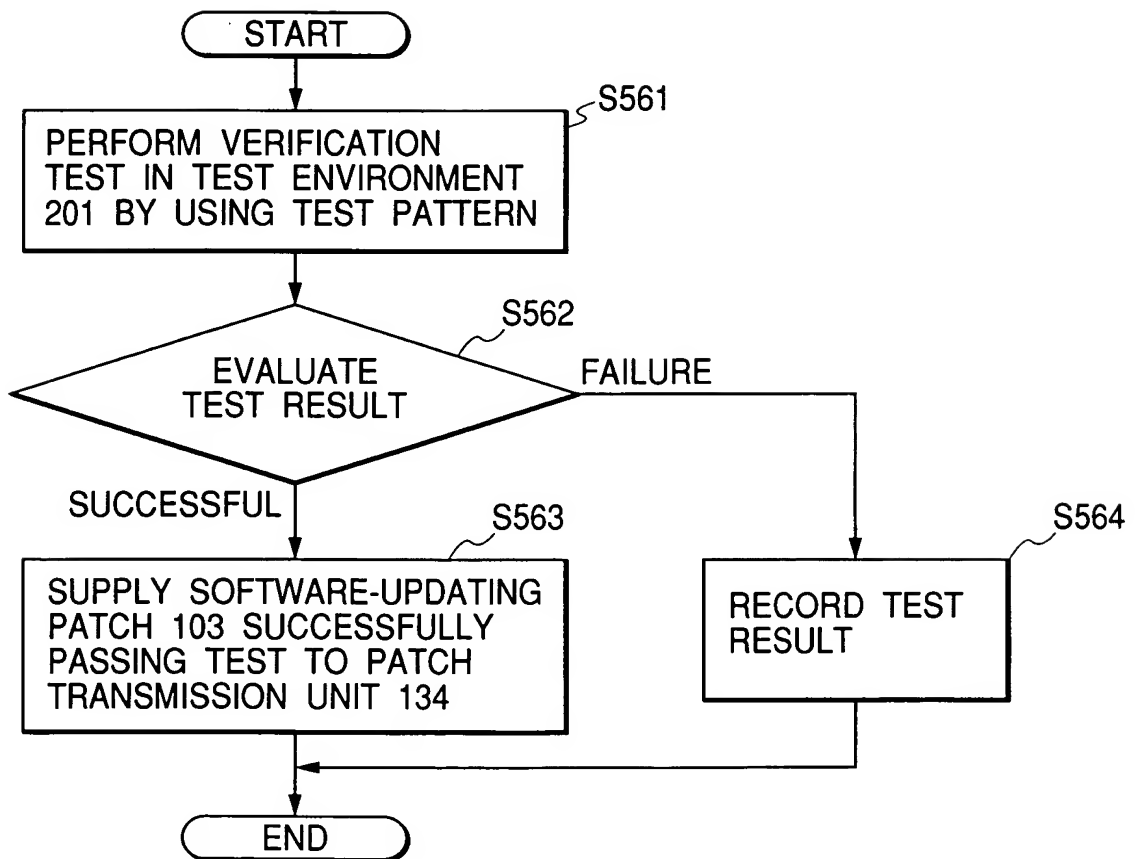 START
S561
PERFORM VERIFICATION
TEST IN TEST ENVIRONMENT
201 BY USING TEST PATTERN
S562
EVALUATE
TEST RESULT
FAILURE
SUCCESSFUL
S563
SUPPLY SOFTWARE-UPDATING
PATCH 103 SUCCESSFULLY
PASSING TEST TO PATCH
TRANSMISSION UNIT 134
S564
RECORD TEST
RESULT
END